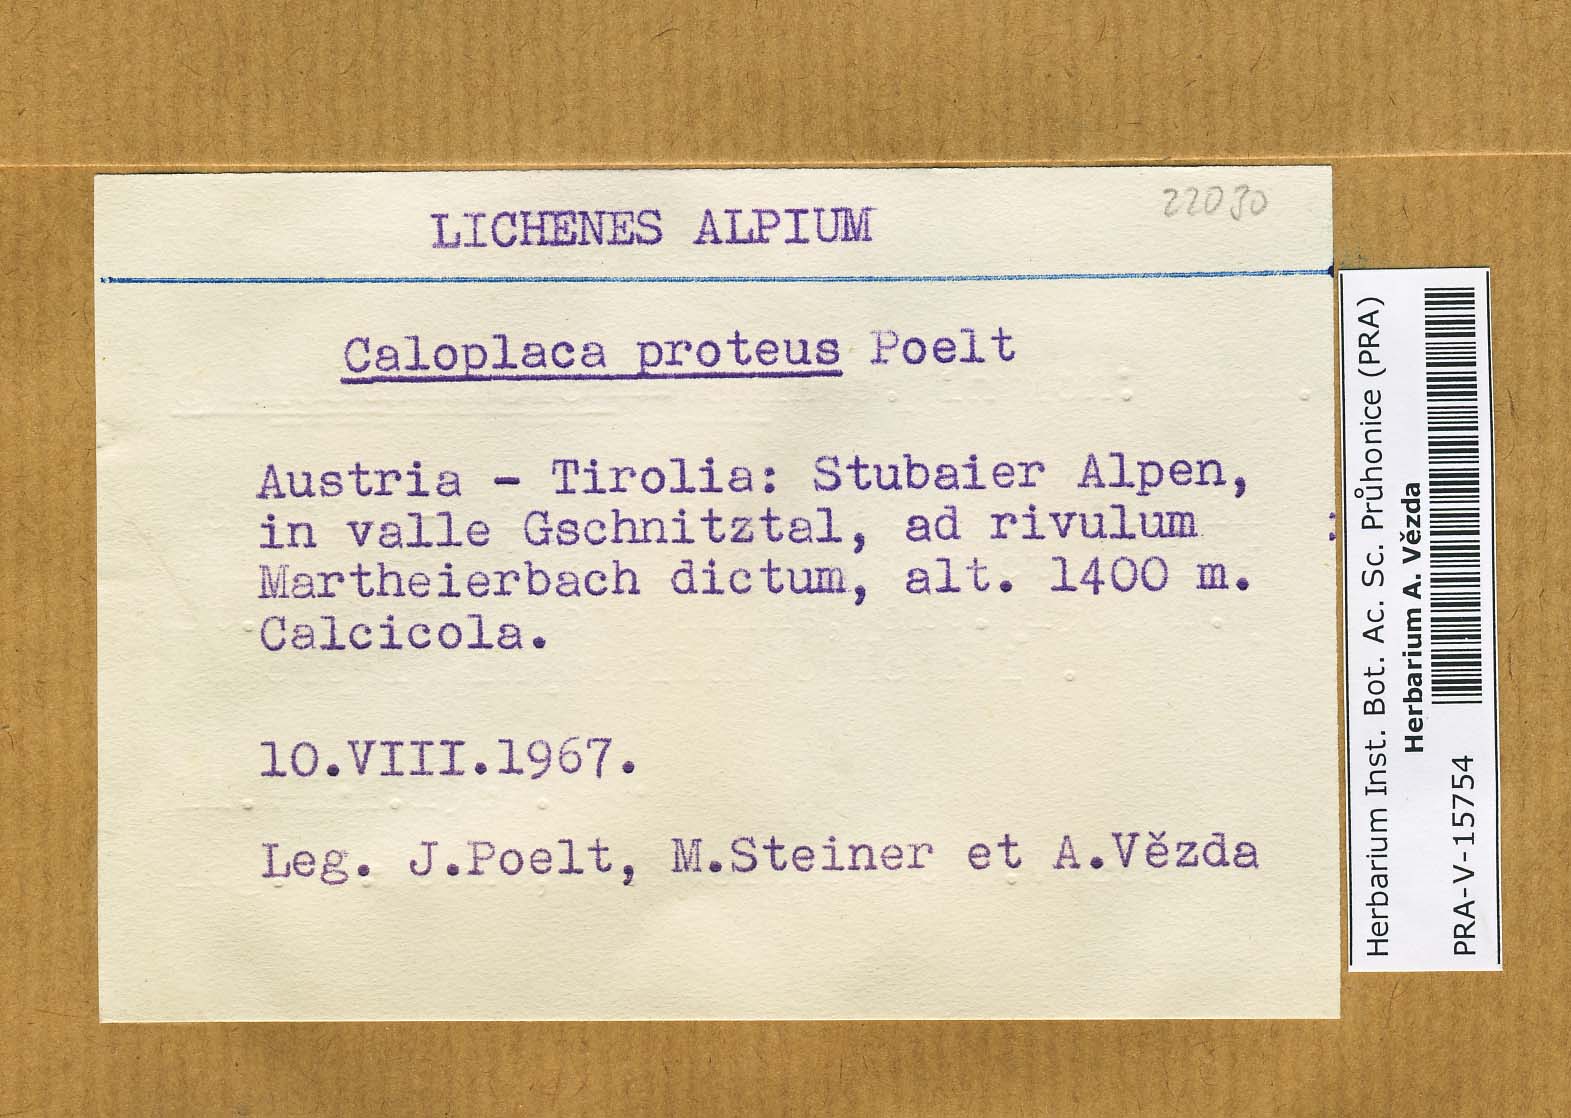 22030
LICHENES ALPIUM
Caloplaca proteus Poelt
Austria - Tirolia: Stubaier Alpen,
in valle Gschnitztal, ad rivulum
Martheierbach dictum, alt. 1400 m.
Calcicola.
10.VIII.1967.
Leg. J.Poelt, M.Steiner et A.Vězda
Herbarium Inst. Bot. Ac. Sc. Průhonice (PRA)
Herbarium A. Vězda
PRA-V-15754